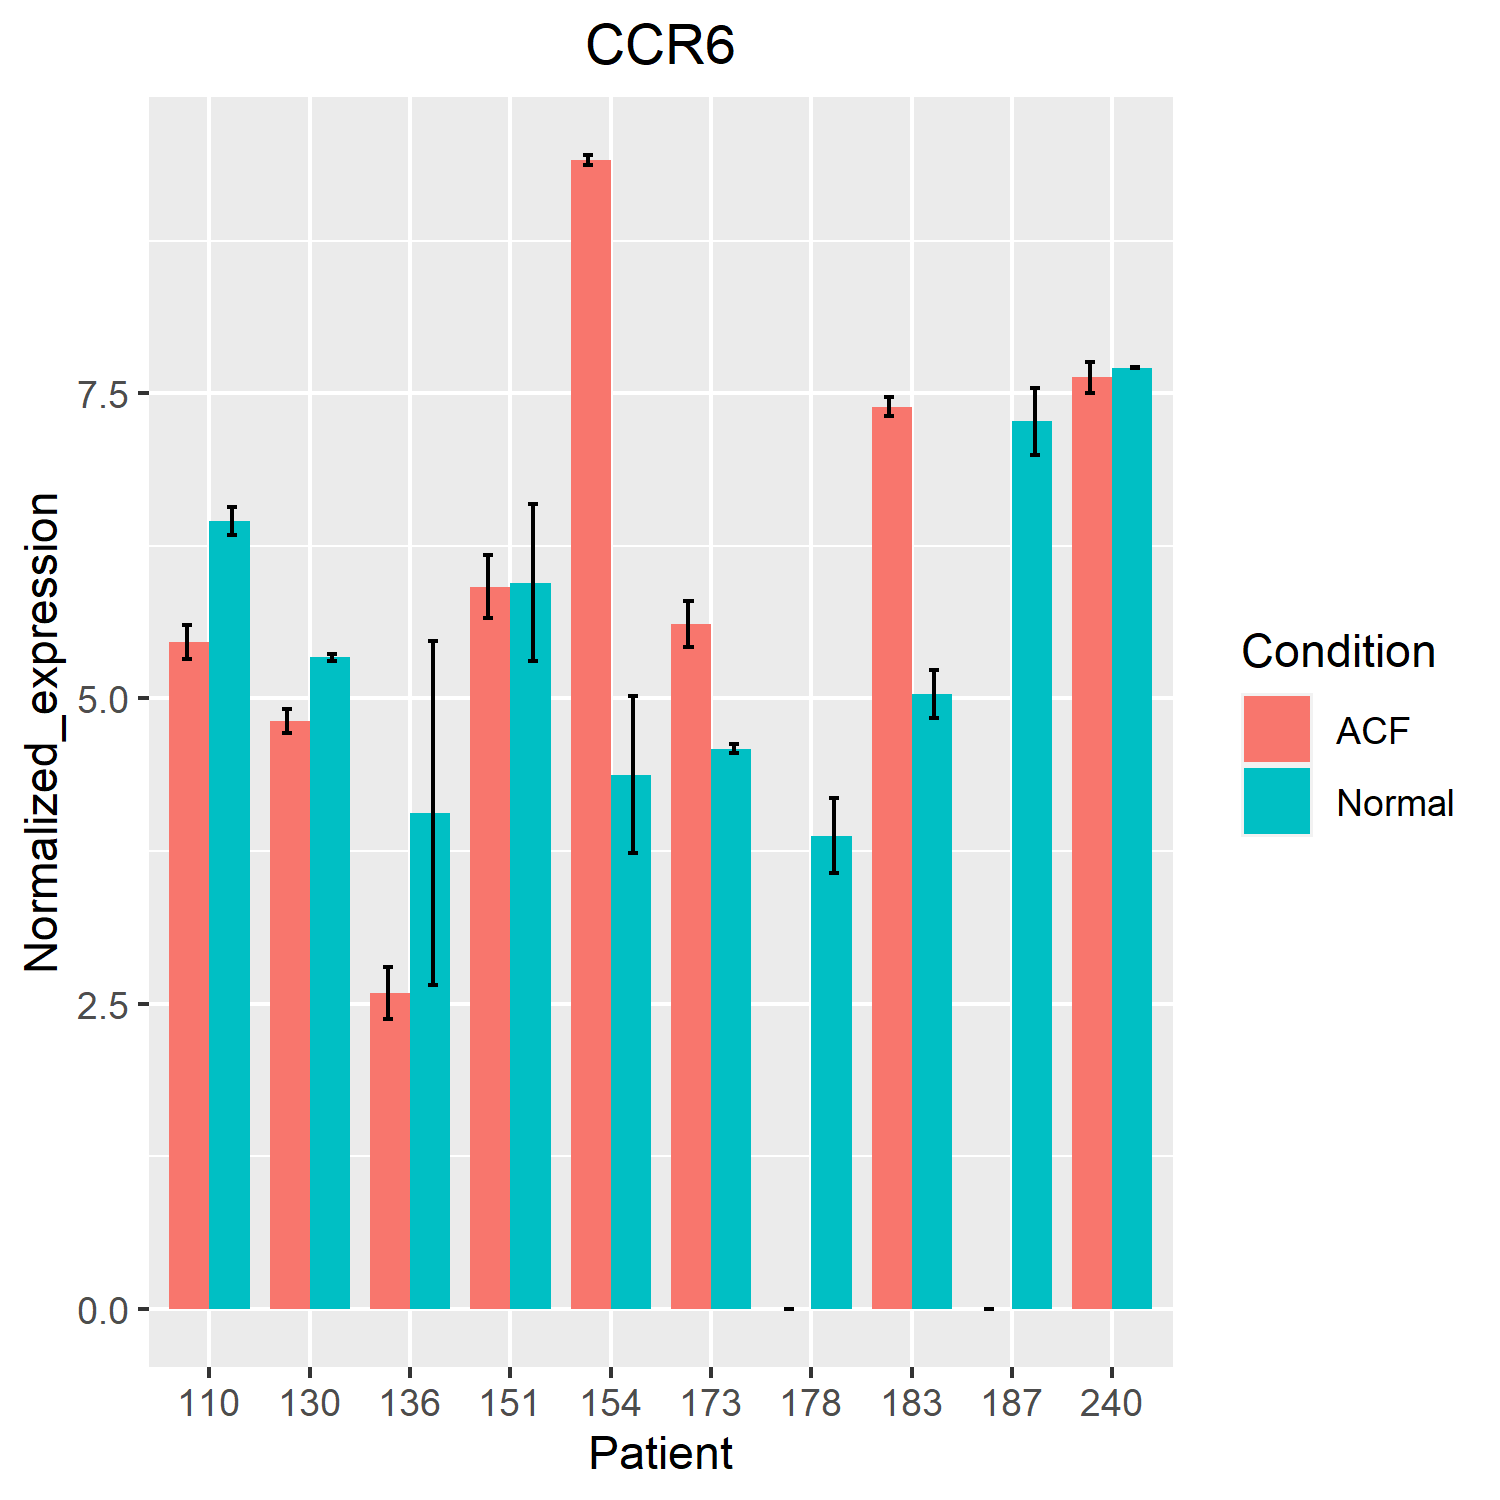 CCR6
Normalized_expression
7.5
5.0
2.5
0.0
110 130 136 151 154 173 178 183 187 240
Patient
Condition
ACF
Normal